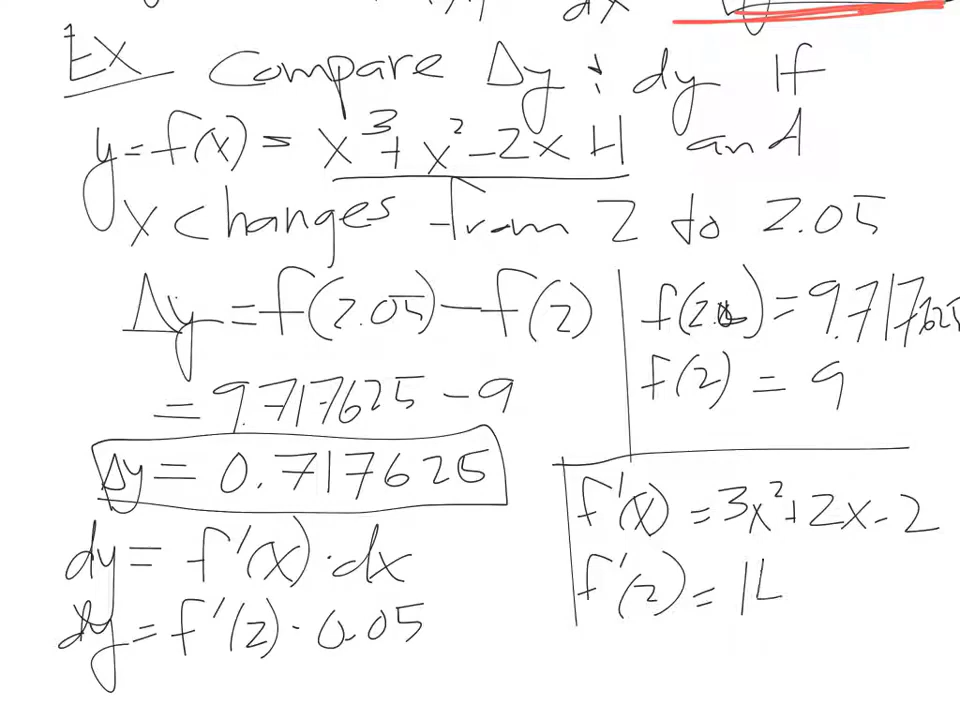 dx
Ex Compare Δy & dy If
y = f(x) = x³ + x² - 2x + 1 and
x changes from 2 to 2.05
Δy = f(2.05) - f(2)
= 9.717625 - 9
Δy = 0.717625
dy = f'(x) · dx
dy = f'(2) · 0.05
f(2.05) = 9.717625
f(2) = 9
f'(x) = 3x² + 2x - 2
f'(2) = 14